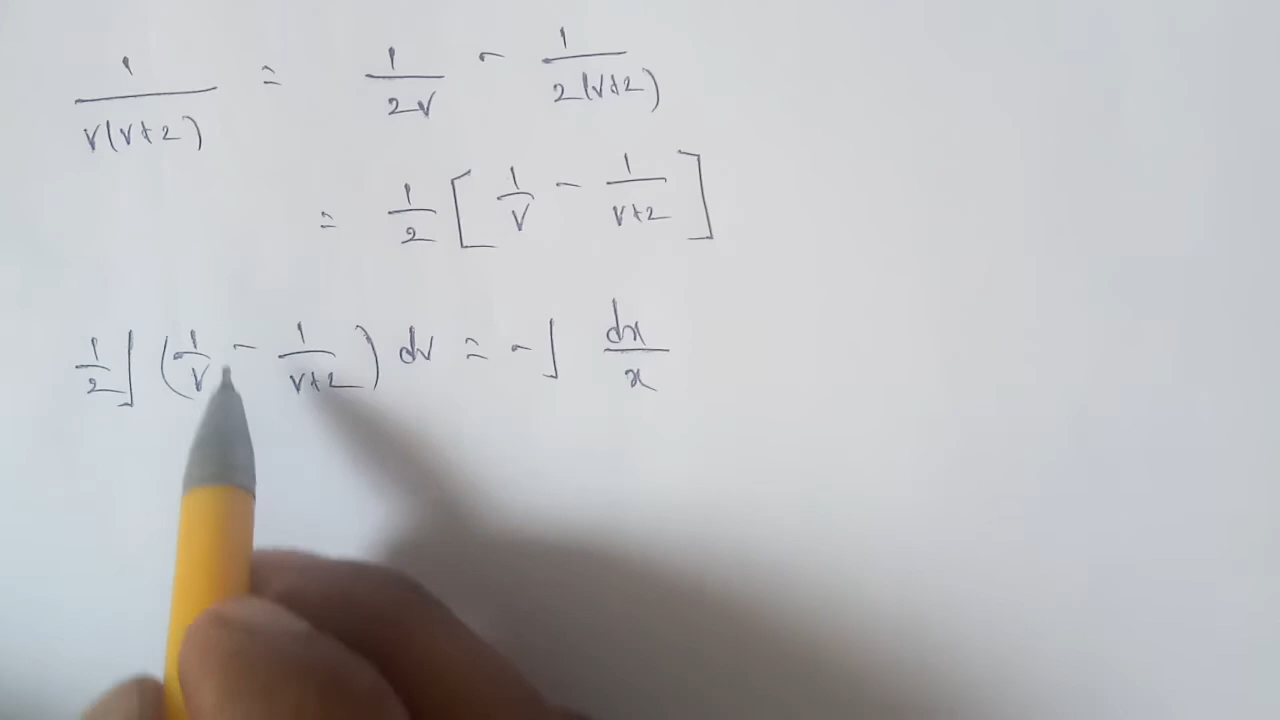 1/(v(v+2)) = 1/(2v) - 1/(2(v+2))
= 1/2 [1/v - 1/(v+2)]
1/2 ∫ (1/v - 1/(v+2)) dv = - ∫ dx/x